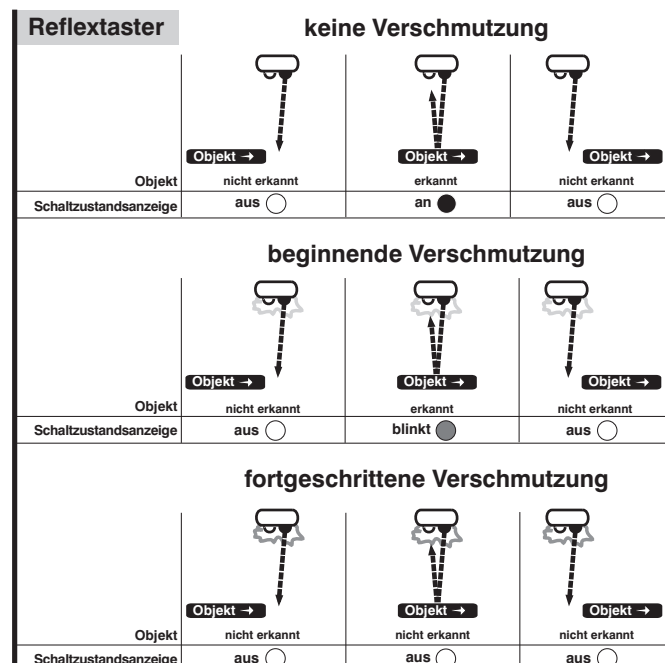 Reflextaster keine Verschmutzung
Objekt → Objekt → Objekt →
Objekt nicht erkannt erkannt nicht erkannt
Schaltzustandsanzeige aus an aus
beginnende Verschmutzung
Objekt → Objekt → Objekt →
Objekt nicht erkannt erkannt nicht erkannt
Schaltzustandsanzeige aus blinkt aus
fortgeschrittene Verschmutzung
Objekt → Objekt → Objekt →
Objekt nicht erkannt nicht erkannt nicht erkannt
Schaltzustandsanzeige aus aus aus